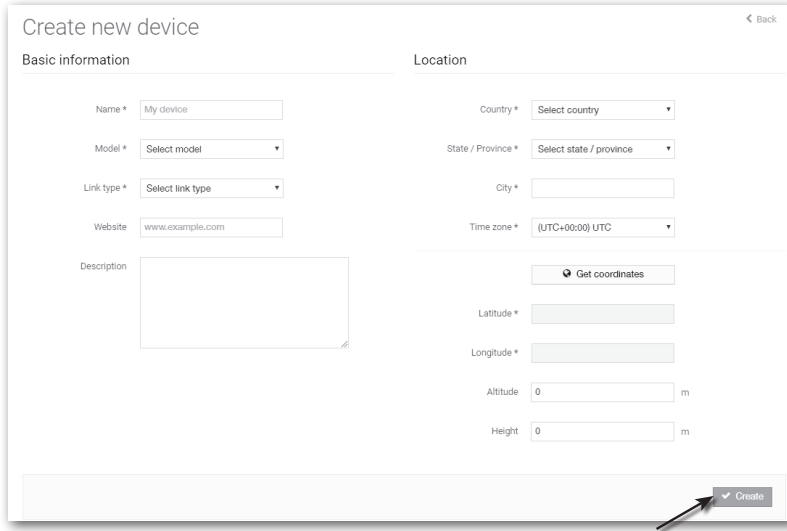 Create new device
Back
Basic information
Name * My device
Model * Select model
Link type * Select link type
Website www.example.com
Description
Location
Country * Select country
State / Province * Select state / province
City *
Time zone * (UTC+00:00) UTC
Get coordinates
Latitude *
Longitude *
Altitude 0 m
Height 0 m
Create